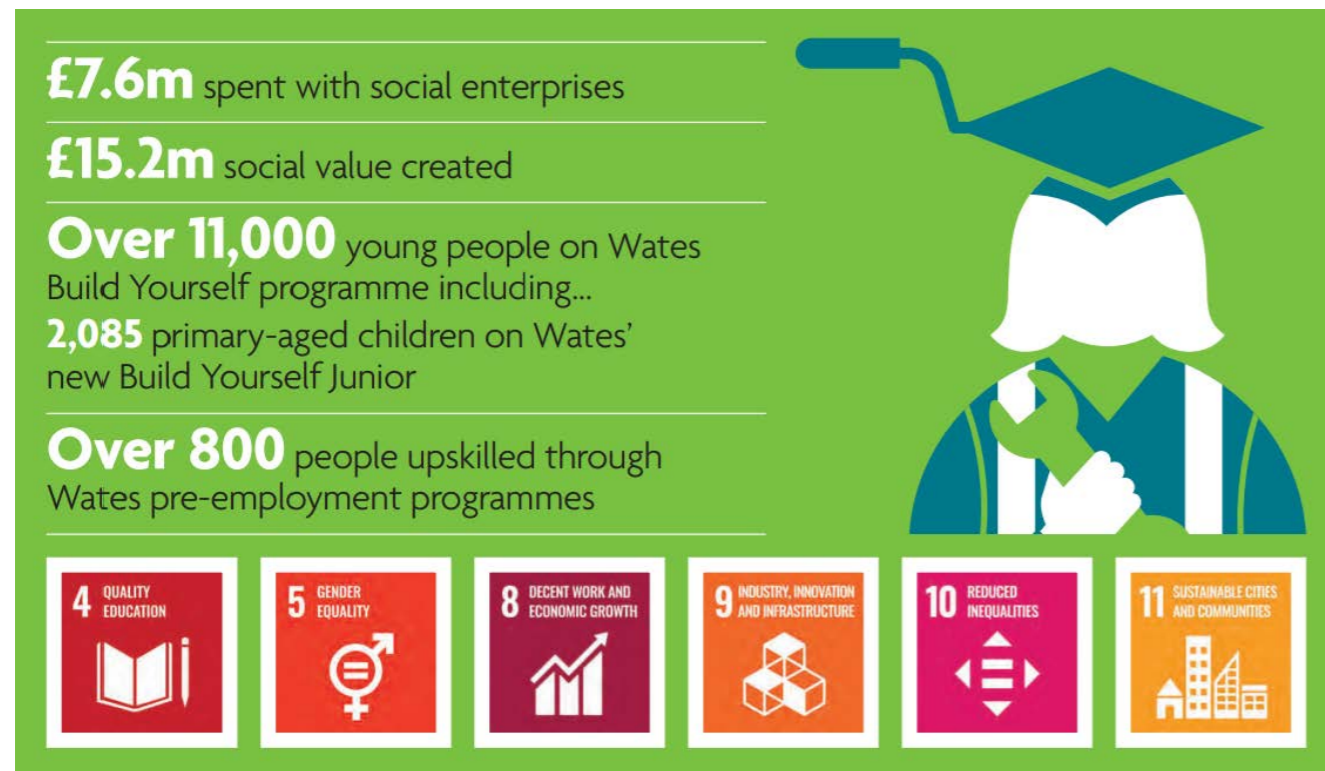 £7.6m spent with social enterprises
£15.2m social value created
Over 11,000 young people on Wates
Build Yourself programme including...
2,085 primary-aged children on Wates'
new Build Yourself Junior
Over 800 people upskilled through
Wates pre-employment programmes
4 QUALITY
EDUCATION
5 GENDER
EQUALITY
8 DECENT WORK AND
ECONOMIC GROWTH
9 INDUSTRY, INNOVATION
AND INFRASTRUCTURE
10 REDUCED
INEQUALITIES
11 SUSTAINABLE CITIES
AND COMMUNITIES